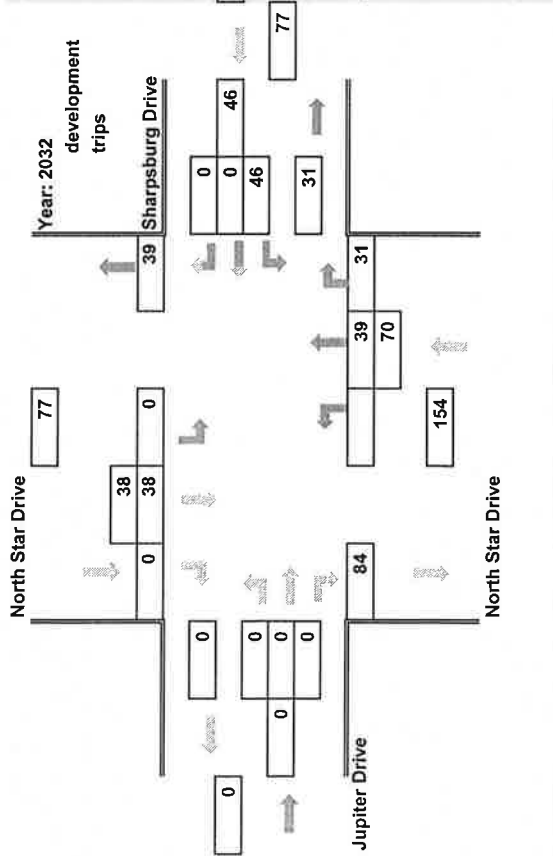 North Star Drive
Year: 2032
development
trips
77
38
0 38 0
39
Sharpsburg Drive
0
0
0
0 46
46
77
0
0
0 0
0
31
84
39 31
70
Jupiter Drive
154
North Star Drive